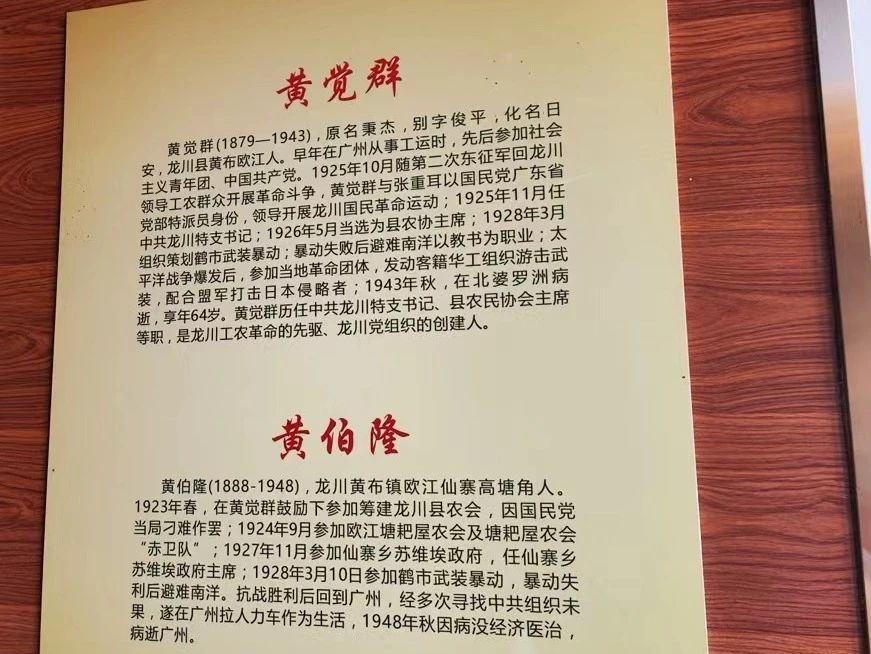 黄觉群
黄觉群(1879—1943)，原名秉杰，别字俊平，化名日
安，龙川县黄布欧江人。早年在广州从事工运时，先后参加社会
主义青年团、中国共产党。1925年10月随第二次东征军回龙川
领导工农群众开展革命斗争，黄觉群与张重耳以国民党广东省
党部特派员身份，领导开展龙川国民革命运动；1925年11月任
中共龙川特支书记；1926年5月当选为县农协主席；1928年3月
组织策划鹤市武装暴动；暴动失败后避难南洋以教书为职业；太
平洋战争爆发后，参加当地革命团体，发动客籍华工组织游击武
装，配合盟军打击日本侵略者；1943年秋，在北婆罗洲病
逝，享年64岁。黄觉群历任中共龙川特支书记、县农民协会主席
等职，是龙川工农革命的先驱、龙川党组织的创建人。
黄伯隆
黄伯隆(1888-1948)，龙川黄布镇欧江仙寨高塘角人。
1923年春，在黄觉群鼓励下参加筹建龙川县农会，因国民党
当局刁难作罢；1924年9月参加欧江塘耙屋农会及塘耙屋农会
“赤卫队”；1927年11月参加仙寨乡苏维埃政府，任仙寨乡
苏维埃政府主席；1928年3月10日参加鹤市武装暴动，暴动失
利后避难南洋。抗战胜利后回到广州，经多次寻找中共组织未
果，遂在广州拉人力车作为生活，1948年秋因病没经济医治，
病逝广州。